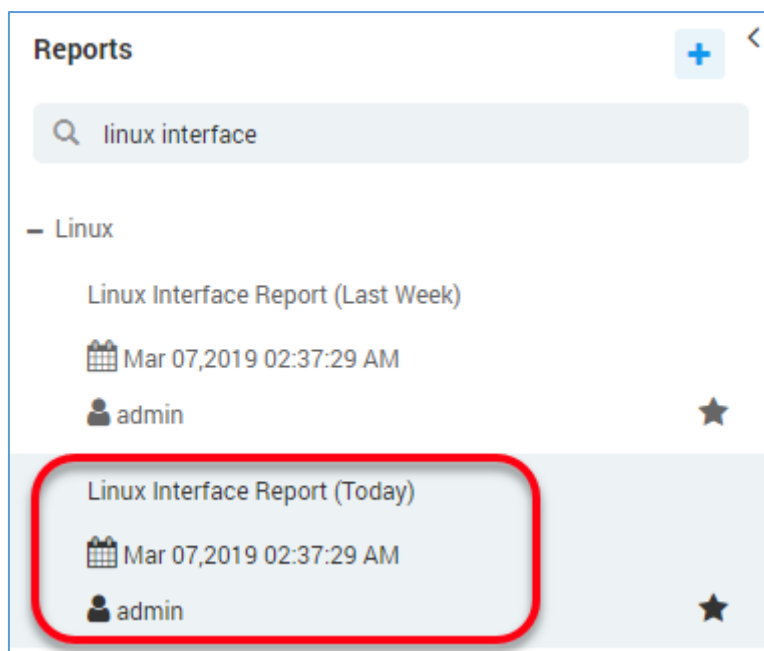 Reports
linux interface
Linux
Linux Interface Report (Last Week)
Mar 07,2019 02:37:29 AM
admin
Linux Interface Report (Today)
Mar 07,2019 02:37:29 AM
admin